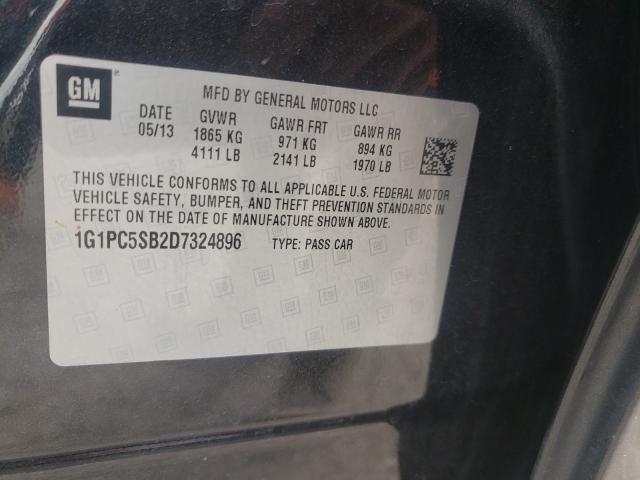 GM
MFD BY GENERAL MOTORS LLC
DATE GVWR GAWR FRT GAWR RR
05/13 1865 KG 971 KG 894 KG
4111 LB 2141 LB 1970 LB
THIS VEHICLE CONFORMS TO ALL APPLICABLE U.S. FEDERAL MOTOR
VEHICLE SAFETY, BUMPER, AND THEFT PREVENTION STANDARDS IN
EFFECT ON THE DATE OF MANUFACTURE SHOWN ABOVE.
1G1PC5SB2D7324896 TYPE: PASS CAR